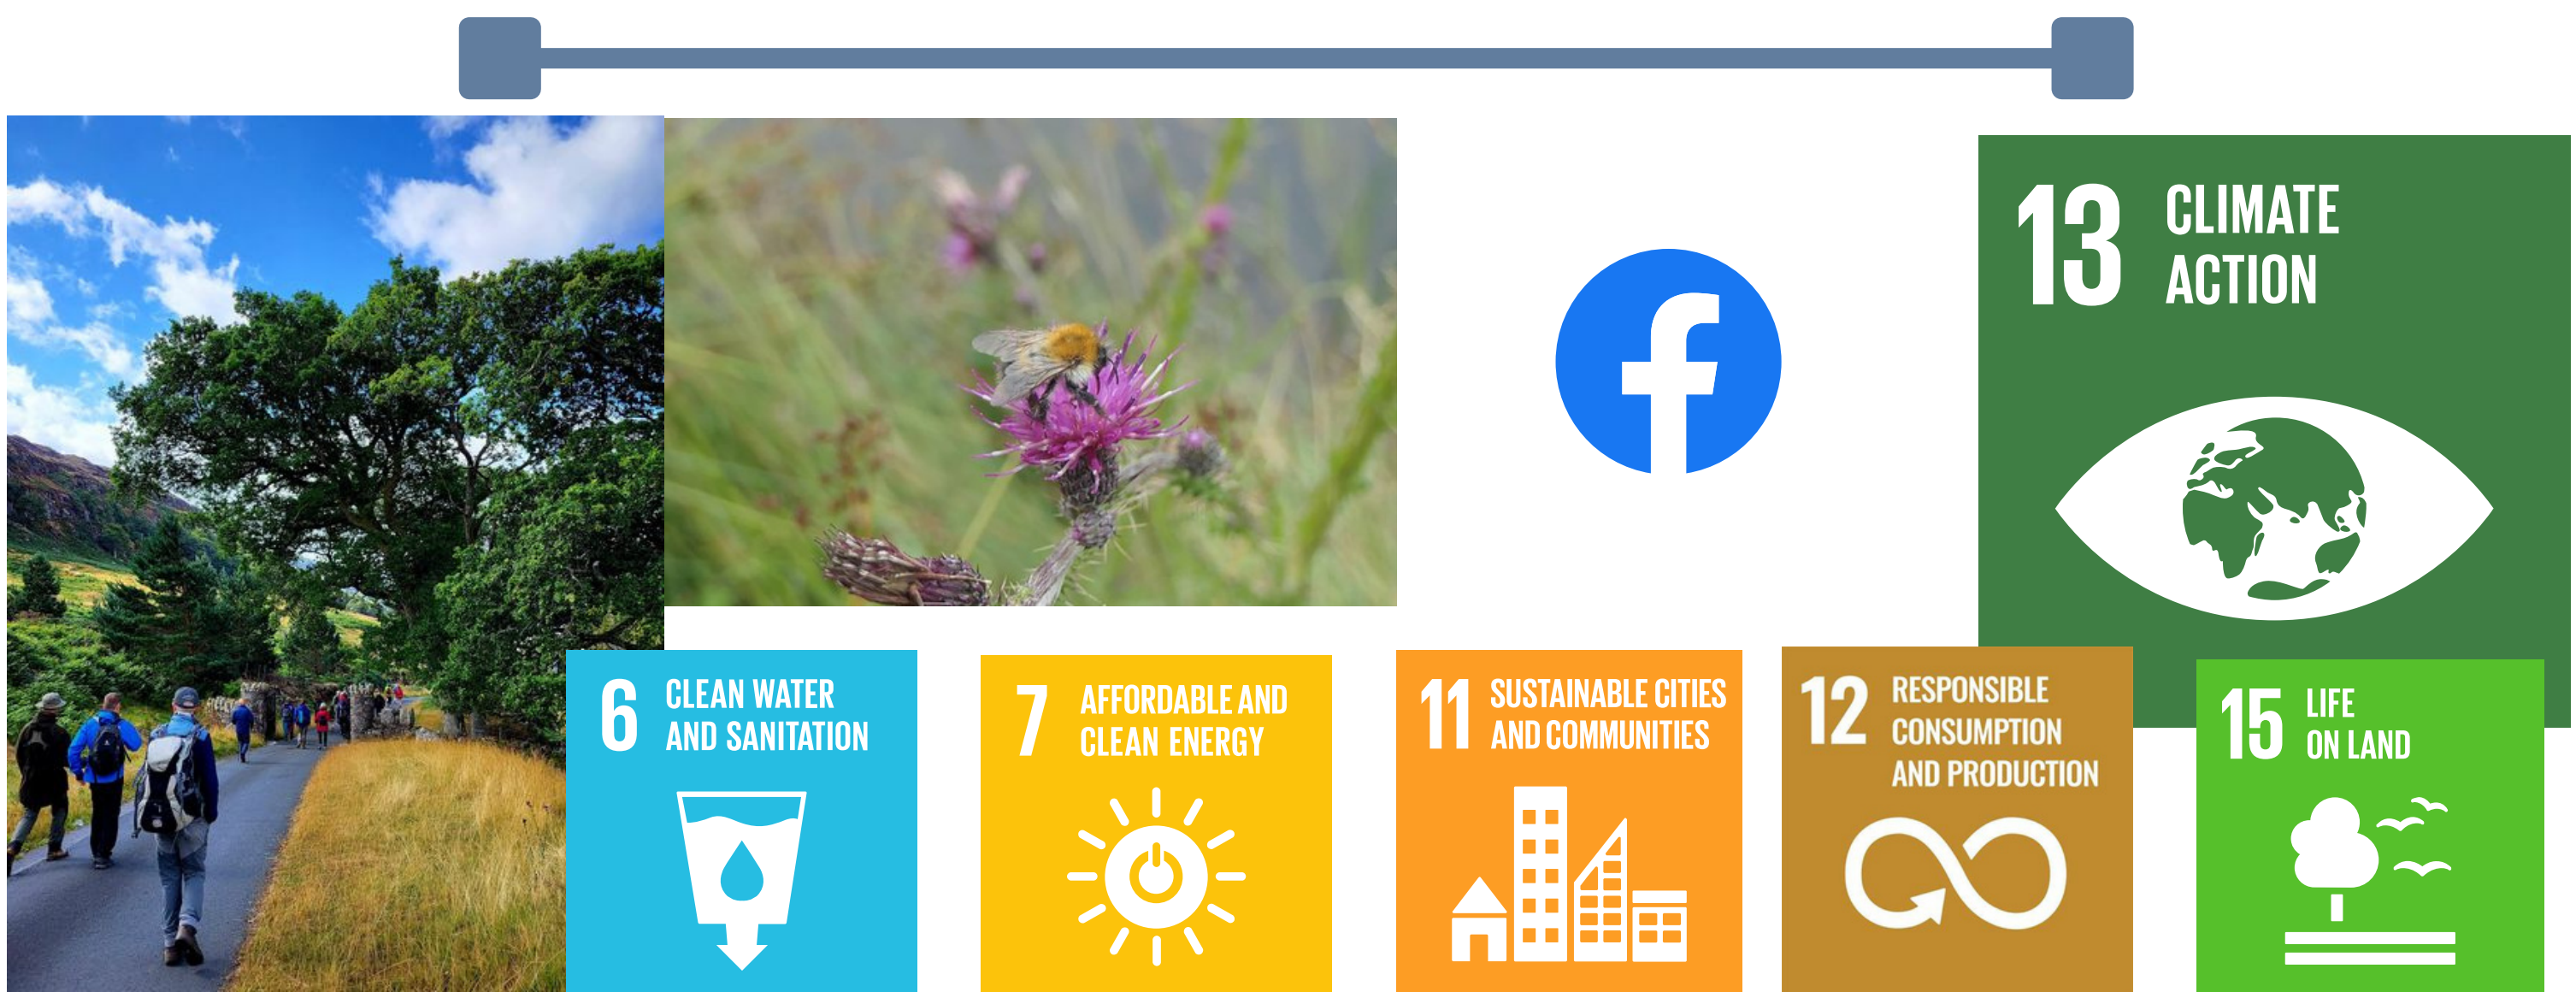 13 CLIMATE
ACTION
6 CLEAN WATER
AND SANITATION
7 AFFORDABLE AND
CLEAN ENERGY
11 SUSTAINABLE CITIES
AND COMMUNITIES
12 RESPONSIBLE
CONSUMPTION
AND PRODUCTION
15 LIFE
ON LAND